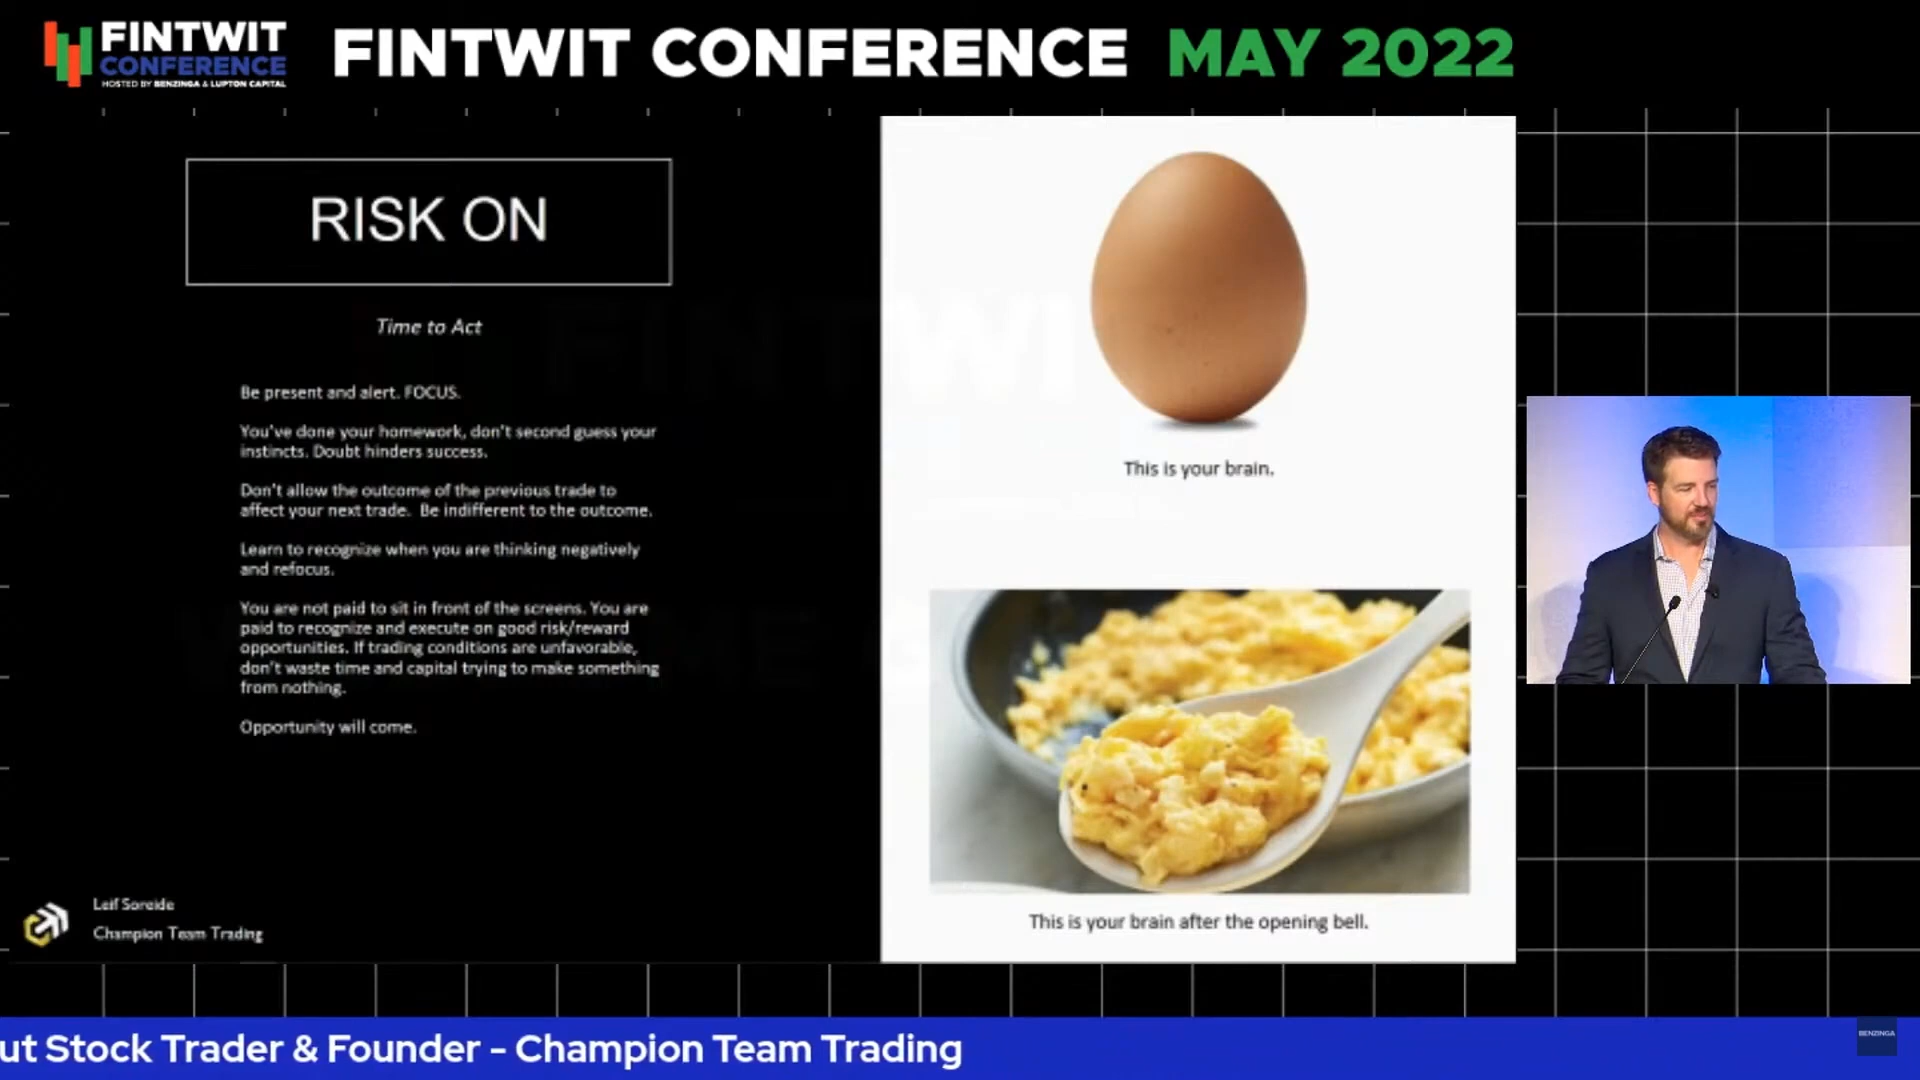 FINTWIT
CONFERENCE
HOSTED BY BENZINGA & LUPTON CAPITAL
FINTWIT CONFERENCE MAY 2022
RISK ON
Time to Act
Be present and alert. FOCUS.
You've done your homework, don't second guess your
instincts. Doubt hinders success.
Don't allow the outcome of the previous trade to
affect your next trade. Be indifferent to the outcome.
Learn to recognize when you are thinking negatively
and refocus.
You are not paid to sit in front of the screens. You are
paid to recognize and execute on good risk/reward
opportunities. If trading conditions are unfavorable,
don't waste time and capital trying to make something
from nothing.
Opportunity will come.
Leif Soreide
Champion Team Trading
This is your brain.
This is your brain after the opening bell.
ut Stock Trader & Founder - Champion Team Trading
BENZINGA